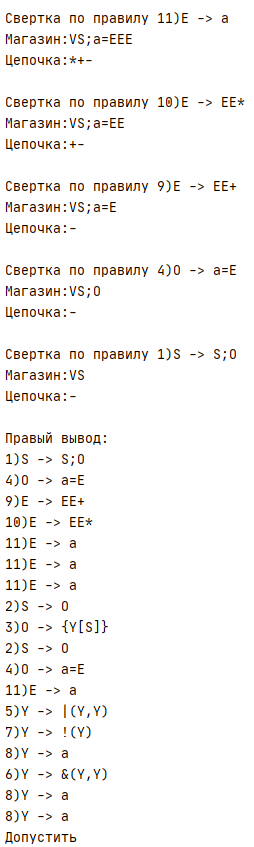 Свертка по правилу 11)E -> a
Магазин:VS;a=EEE
Цепочка:*+-
Свертка по правилу 10)E -> EE*
Магазин:VS;a=EE
Цепочка:+-
Свертка по правилу 9)E -> EE+
Магазин:VS;a=E
Цепочка:-
Свертка по правилу 4)O -> a=E
Магазин:VS;O
Цепочка:-
Свертка по правилу 1)S -> S;O
Магазин:VS
Цепочка:-
Правый вывод:
1)S -> S;O
4)O -> a=E
9)E -> EE+
10)E -> EE*
11)E -> a
11)E -> a
11)E -> a
2)S -> O
3)O -> {Y[S]}
2)S -> O
4)O -> a=E
11)E -> a
5)Y -> |(Y,Y)
7)Y -> !(Y)
8)Y -> a
6)Y -> &(Y,Y)
8)Y -> a
8)Y -> a
Допустить